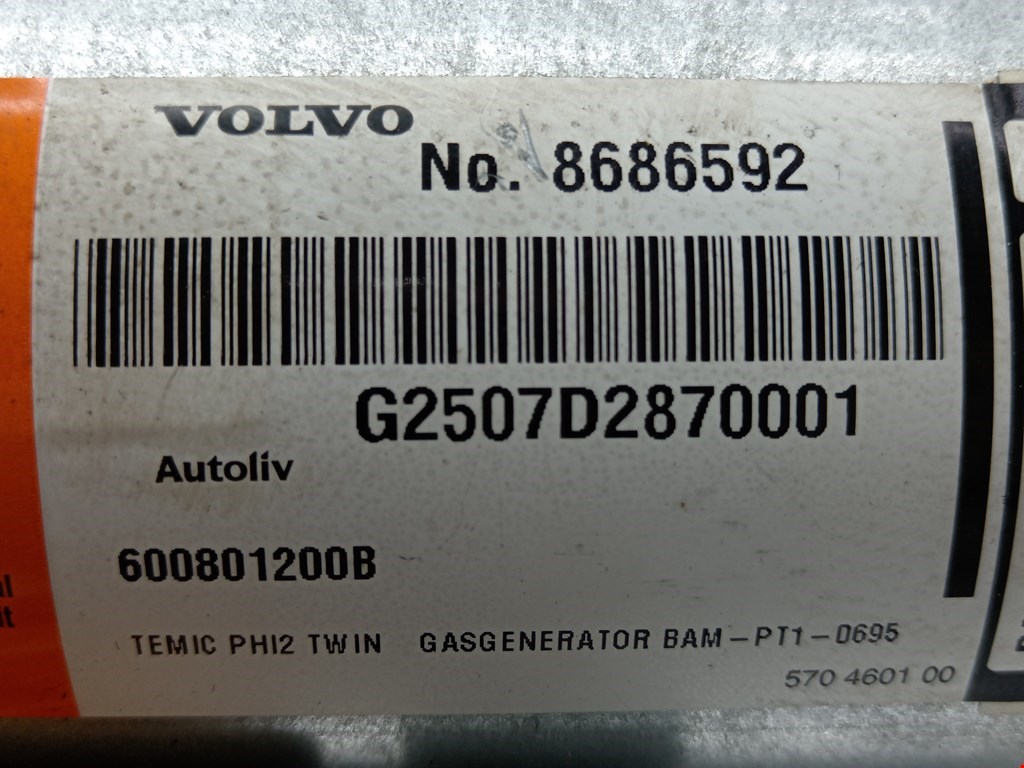 VOLVO
No. 8686592
G2507D2870001
Autoliv
600801200B
TEMIC PHI2 TWIN GASGENERATOR BAM-PT1-0695
570 4601 00